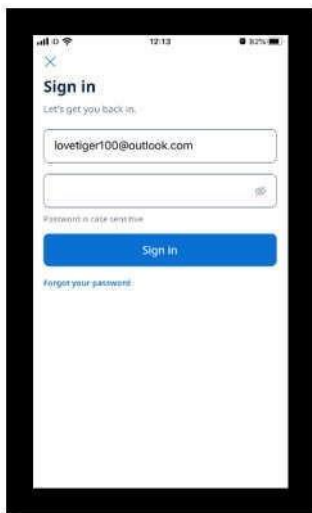 12:13
82%
Sign in
Let's get you back in.
lovetiger100@outlook.com
Password is case sensitive
Sign in
Forgot your password